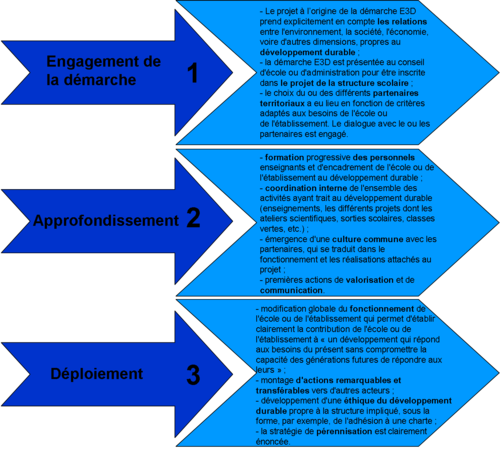 Engagement de
la démarche
1
- Le projet à l'origine de la démarche E3D
prend explicitement en compte les relations
entre l'environnement, la société, l'économie,
voire d'autres dimensions, propres au
développement durable ;
- la démarche E3D est présentée au conseil
d'école ou d'administration pour être inscrite
dans le projet de la structure scolaire ;
- le choix du ou des différents partenaires
territoriaux a eu lieu en fonction de critères
adaptés aux besoins de l'école ou
de l'établissement. Le dialogue avec le ou les
partenaires est engagé.
Approfondissement
2
- formation progressive des personnels
enseignants et d'encadrement de l'école ou de
l'établissement au développement durable ;
- coordination interne de l'ensemble des
activités ayant trait au développement durable
(enseignements, les différents projets dont les
ateliers scientifiques, sorties scolaires, classes
vertes, etc.) ;
- émergence d'une culture commune avec les
partenaires, qui se traduit dans le
fonctionnement et les réalisations attachés au
projet ;
- premières actions de valorisation et de
communication.
Déploiement
3
- modification globale du fonctionnement de
l'école ou de l'établissement qui permet d'établir
clairement la contribution de l'école ou de
l'établissement à « un développement qui répond
aux besoins du présent sans compromettre la
capacité des générations futures de répondre aux
leurs » ;
- montage d'actions remarquables et
transférables vers d'autres acteurs ;
- développement d'une éthique du développement
durable propre à la structure impliqué, sous la
forme, par exemple, de l'adhésion à une charte ;
- la stratégie de pérennisation est clairement
énoncée.